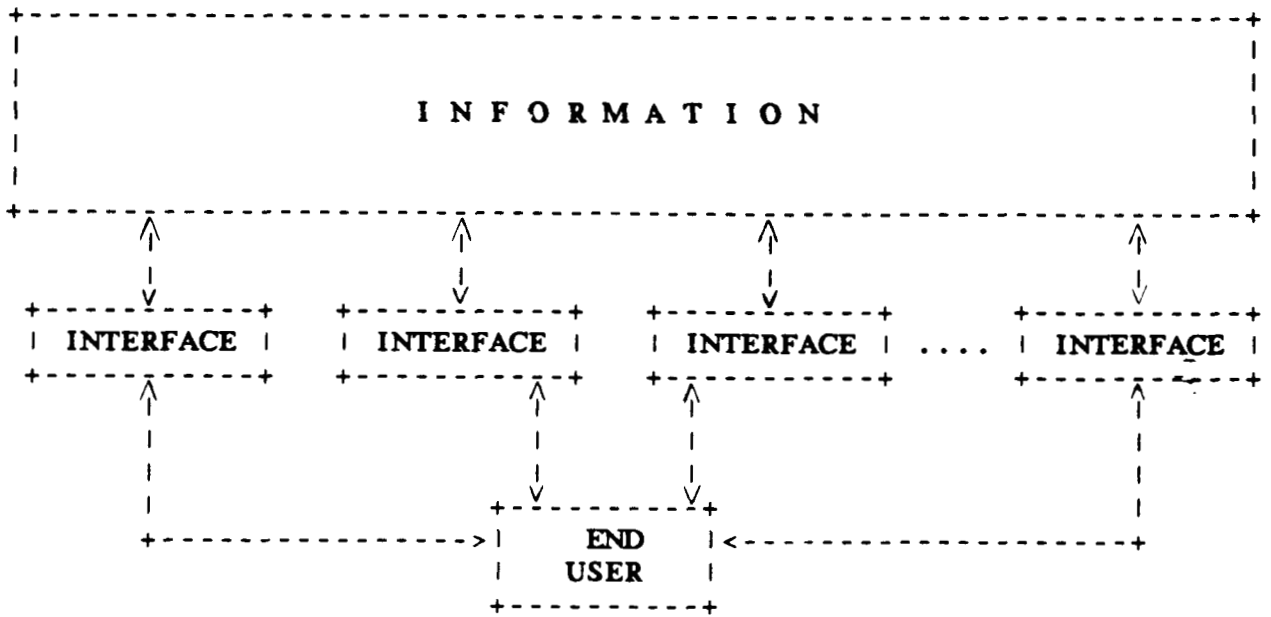 I N F O R M A T I O N
INTERFACE INTERFACE INTERFACE .... INTERFACE
END
USER